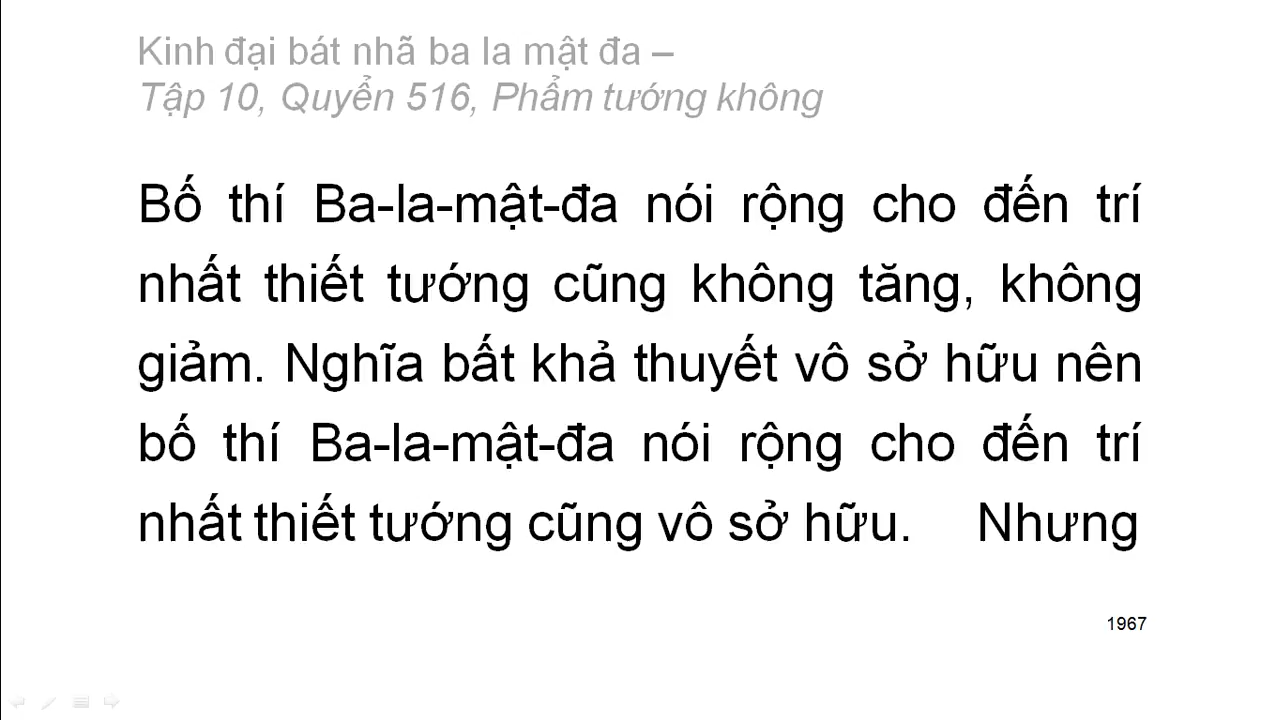 Kinh đại bát nhã ba la mật đa –
Tập 10, Quyển 516, Phẩm tướng không
Bố thí Ba-la-mật-đa nói rộng cho đến trí
nhất thiết tướng cũng không tăng, không
giảm. Nghĩa bất khả thuyết vô sở hữu nên
bố thí Ba-la-mật-đa nói rộng cho đến trí
nhất thiết tướng cũng vô sở hữu. Nhưng
1967